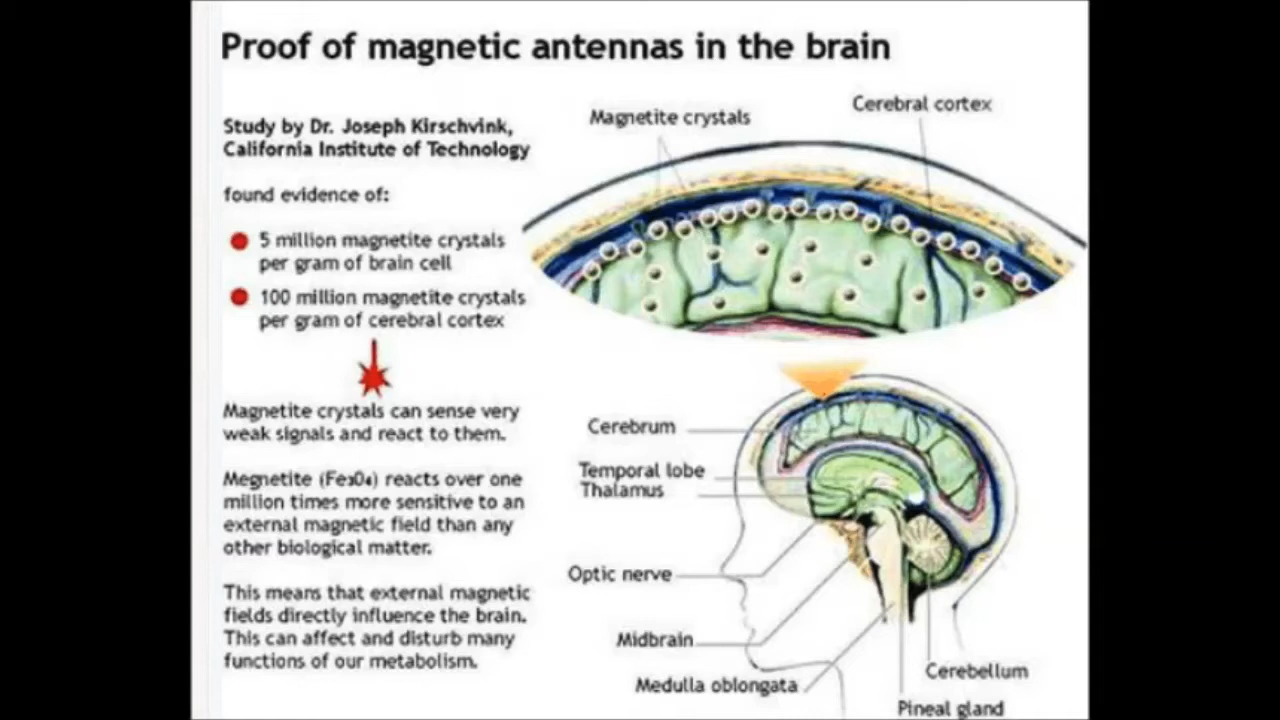 Proof of magnetic antennas in the brain
Study by Dr. Joseph Kirschvink,
California Institute of Technology
found evidence of:
5 million magnetite crystals
per gram of brain cell
100 million magnetite crystals
per gram of cerebral cortex
Magnetite crystals can sense very
weak signals and react to them.
Megnetite (Fe₃O₄) reacts over one
million times more sensitive to an
external magnetic field than any
other biological matter.
This means that external magnetic
fields directly influence the brain.
This can affect and disturb many
functions of our metabolism.
Magnetite crystals
Cerebral cortex
Cerebrum
Temporal lobe
Thalamus
Optic nerve
Midbrain
Medulla oblongata
Cerebellum
Pineal gland